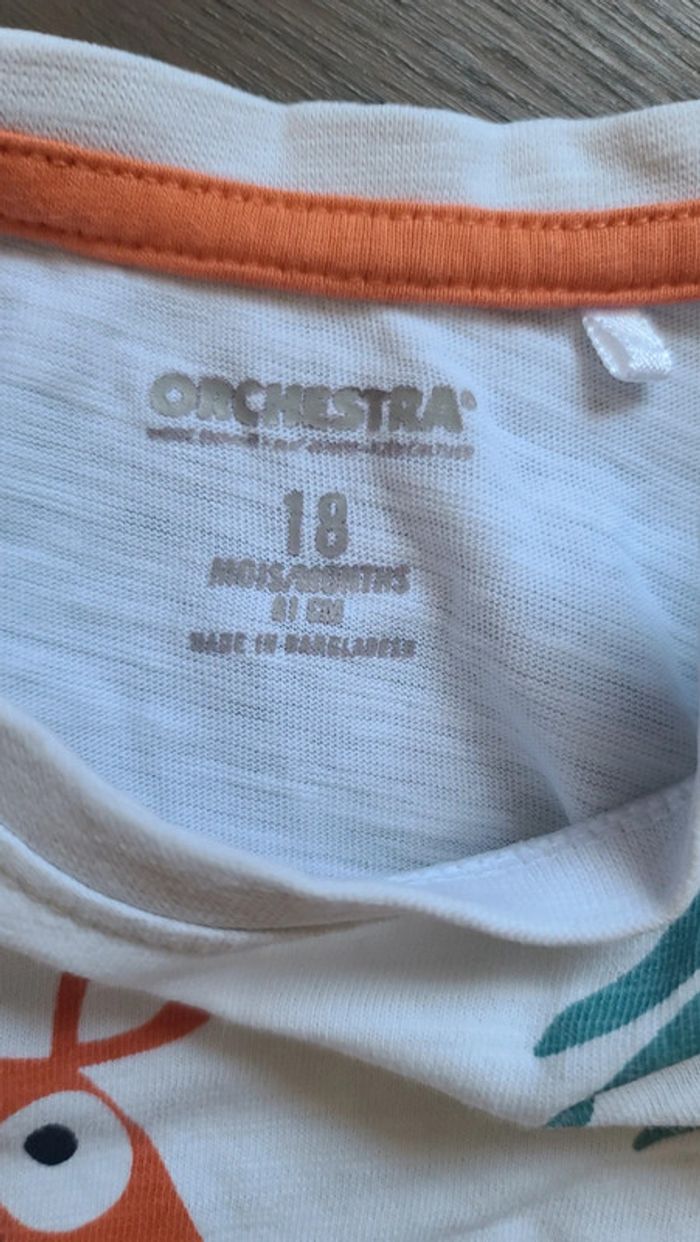 ORCHESTRA®
18
MOIS/MONTHS
81 CM
MADE IN BANGLADESH